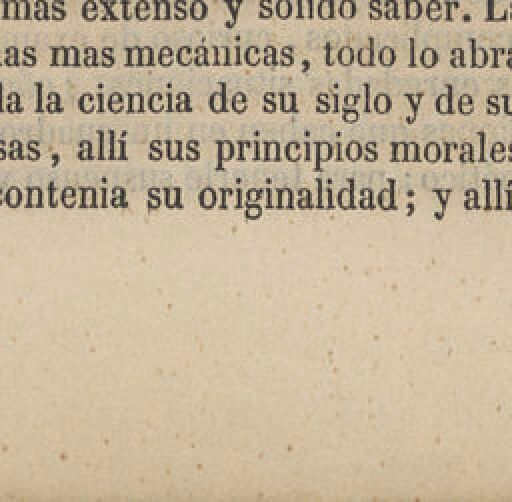 mas extenso y sólido saber. L
as mas mecánicas, todo lo abra
da la ciencia de su siglo y de su
sas, allí sus principios morales
contenia su originalidad; y allí